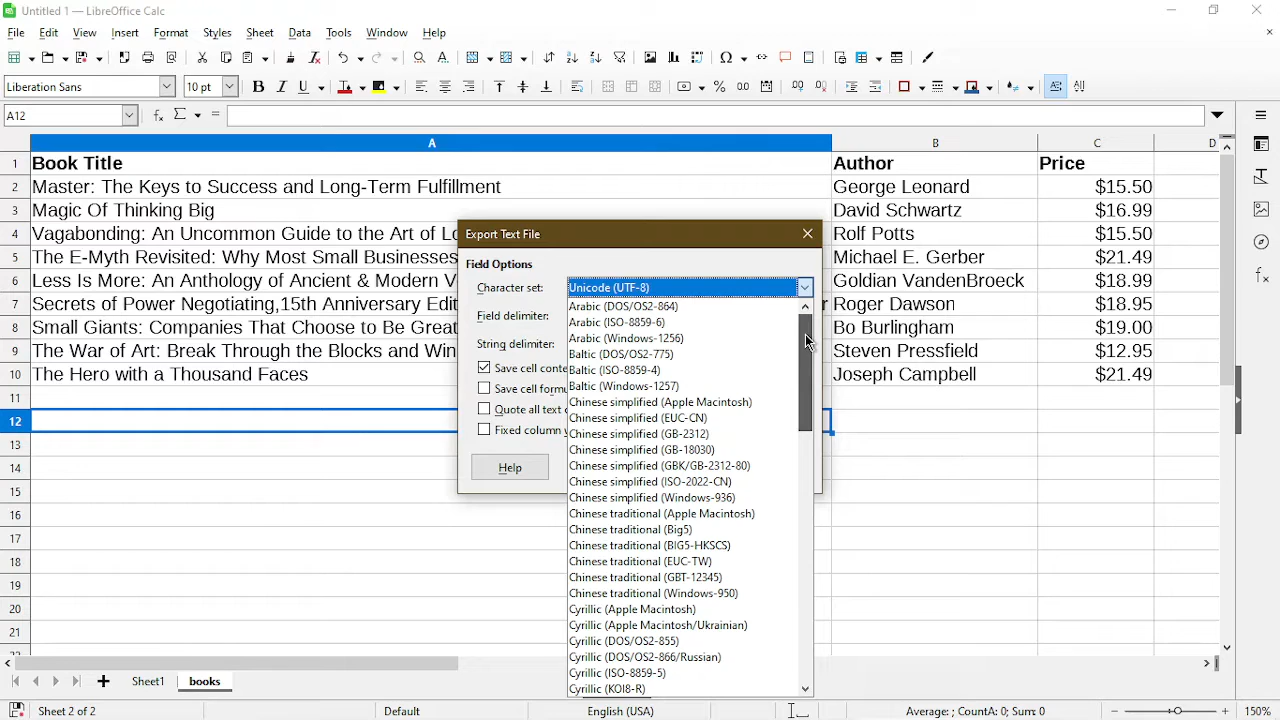 Untitled 1 — LibreOffice Calc
File Edit View Insert Format Styles Sheet Data Tools Window Help
Liberation Sans 10 pt
A12
A B C D
1 Book Title Author Price
2 Master: The Keys to Success and Long-Term Fulfillment George Leonard $15.50
3 Magic Of Thinking Big David Schwartz $16.99
4 Vagabonding: An Uncommon Guide to the Art of Lo Rolf Potts $15.50
5 The E-Myth Revisited: Why Most Small Businesses Michael E. Gerber $21.49
6 Less Is More: An Anthology of Ancient & Modern V Goldian VandenBroeck $18.99
7 Secrets of Power Negotiating,15th Anniversary Edit r Roger Dawson $18.95
8 Small Giants: Companies That Choose to Be Great Bo Burlingham $19.00
9 The War of Art: Break Through the Blocks and Win Steven Pressfield $12.95
10 The Hero with a Thousand Faces Joseph Campbell $21.49
11
12
13
14
15
16
17
18
19
20
21
Export Text File
Field Options
Character set: Unicode (UTF-8)
Field delimiter:
String delimiter:
Save cell conte
Save cell formu
Quote all text c
Fixed column w
Help
Arabic (DOS/OS2-864)
Arabic (ISO-8859-6)
Arabic (Windows-1256)
Baltic (DOS/OS2-775)
Baltic (ISO-8859-4)
Baltic (Windows-1257)
Chinese simplified (Apple Macintosh)
Chinese simplified (EUC-CN)
Chinese simplified (GB-2312)
Chinese simplified (GB-18030)
Chinese simplified (GBK/GB-2312-80)
Chinese simplified (ISO-2022-CN)
Chinese simplified (Windows-936)
Chinese traditional (Apple Macintosh)
Chinese traditional (Big5)
Chinese traditional (BIG5-HKSCS)
Chinese traditional (EUC-TW)
Chinese traditional (GBT-12345)
Chinese traditional (Windows-950)
Cyrillic (Apple Macintosh)
Cyrillic (Apple Macintosh/Ukrainian)
Cyrillic (DOS/OS2-855)
Cyrillic (DOS/OS2-866/Russian)
Cyrillic (ISO-8859-5)
Cyrillic (KOI8-R)
Sheet1 books
Sheet 2 of 2 Default English (USA) Average: ; CountA: 0; Sum: 0 150%